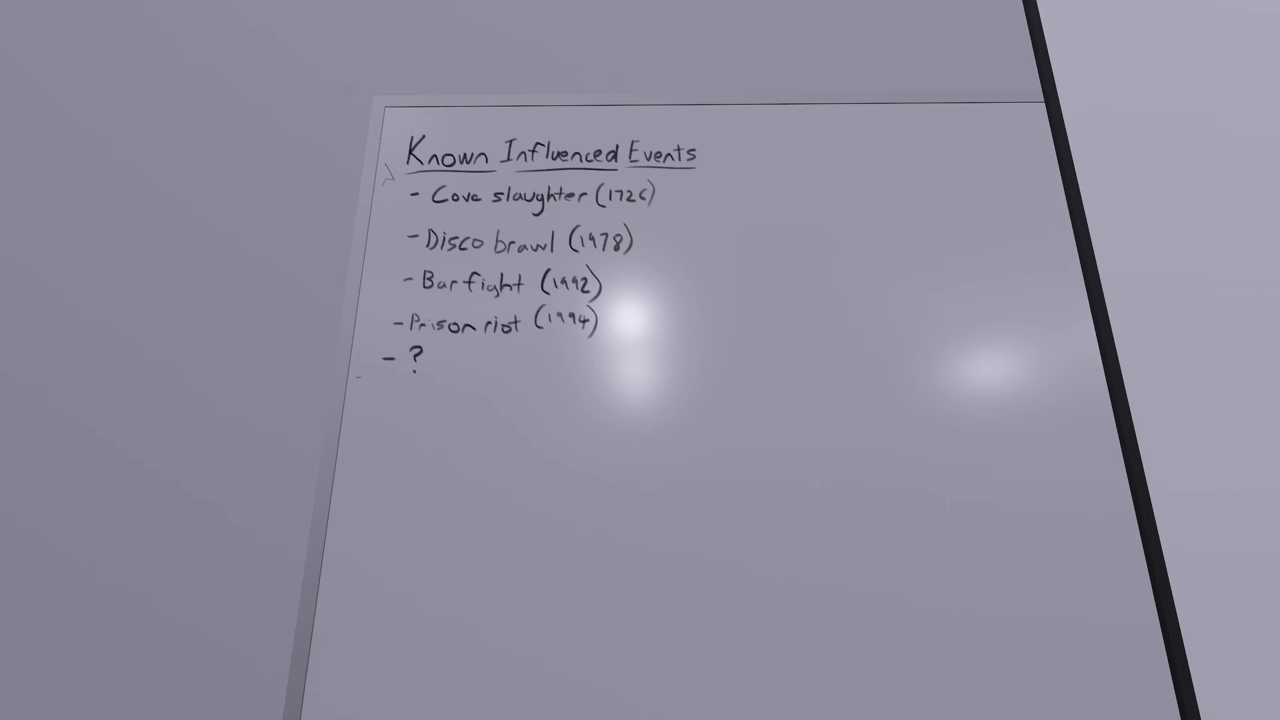 Known Influenced Events
- Cove slaughter (1726)
- Disco brawl (1978)
- Bar fight (1992)
- Prison riot (1994)
- ?